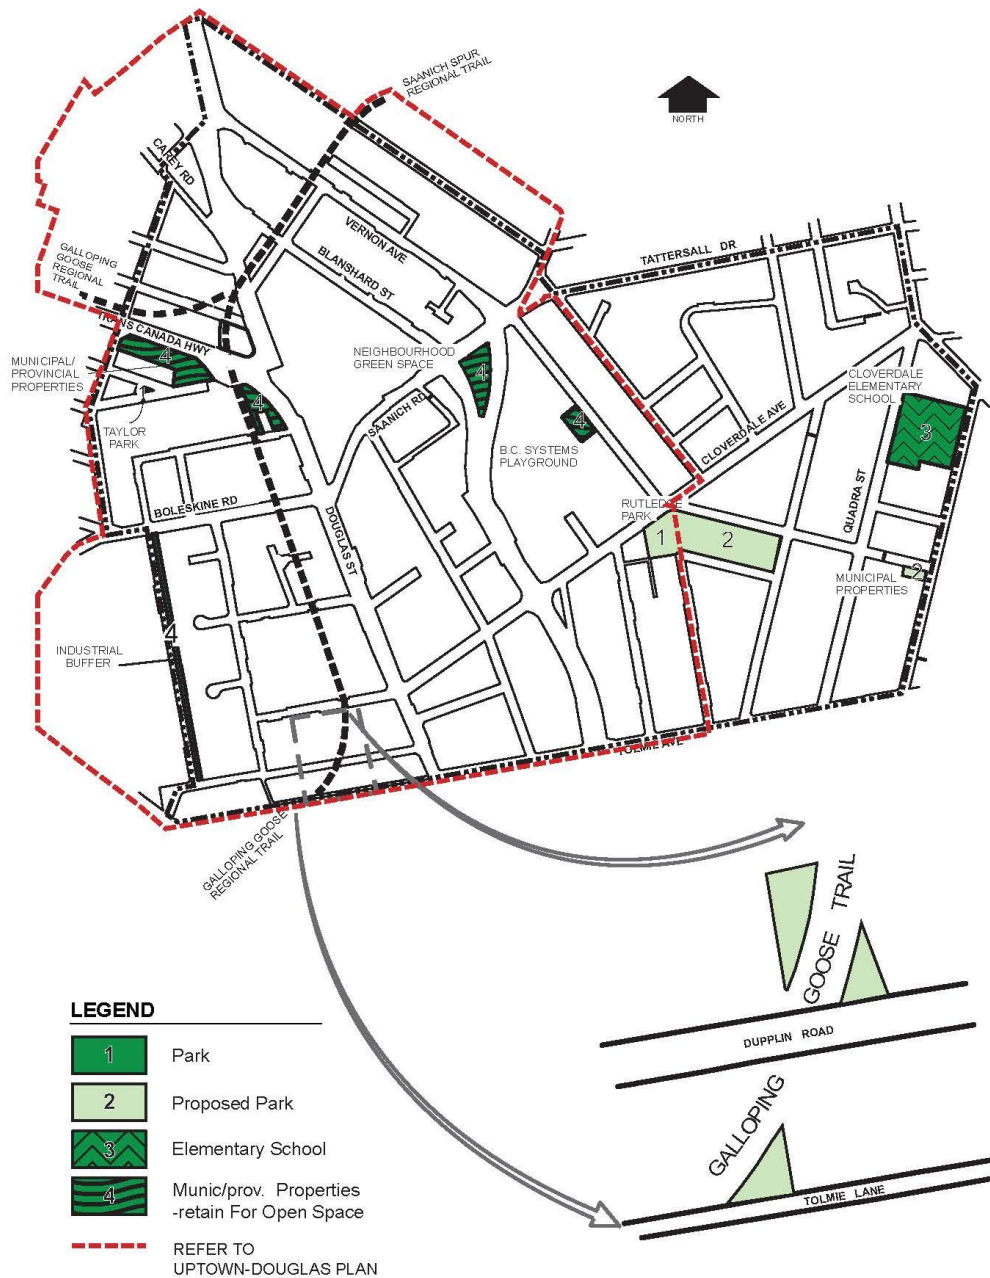 SAANICH SPUR
REGIONAL TRAIL
NORTH
CAREY RD
VERNON AVE
BLANSHARD ST
TATTERSALL DR
GALLOPING
GOOSE
REGIONAL
TRAIL
TRANS CANADA HWY
MUNICIPAL/
PROVINCIAL
PROPERTIES
4
TAYLOR
PARK
4
NEIGHBOURHOOD
GREEN SPACE
4
SAANICH RD
4
B.C. SYSTEMS
PLAYGROUND
CLOVERDALE AVE
CLOVERDALE
ELEMENTARY
SCHOOL
3
BOLESKINE RD
DOUGLAS ST
QUADRA ST
RUTLEDGE
PARK
1
2
2
MUNICIPAL
PROPERTIES
4
INDUSTRIAL
BUFFER
TOLMIE AVE
GALLOPING GOOSE
REGIONAL TRAIL
GOOSE TRAIL
DUPPLIN ROAD
GALLOPING
TOLMIE LANE
LEGEND
1 Park
2 Proposed Park
3 Elementary School
4 Munic/prov. Properties
-retain For Open Space
REFER TO
UPTOWN-DOUGLAS PLAN